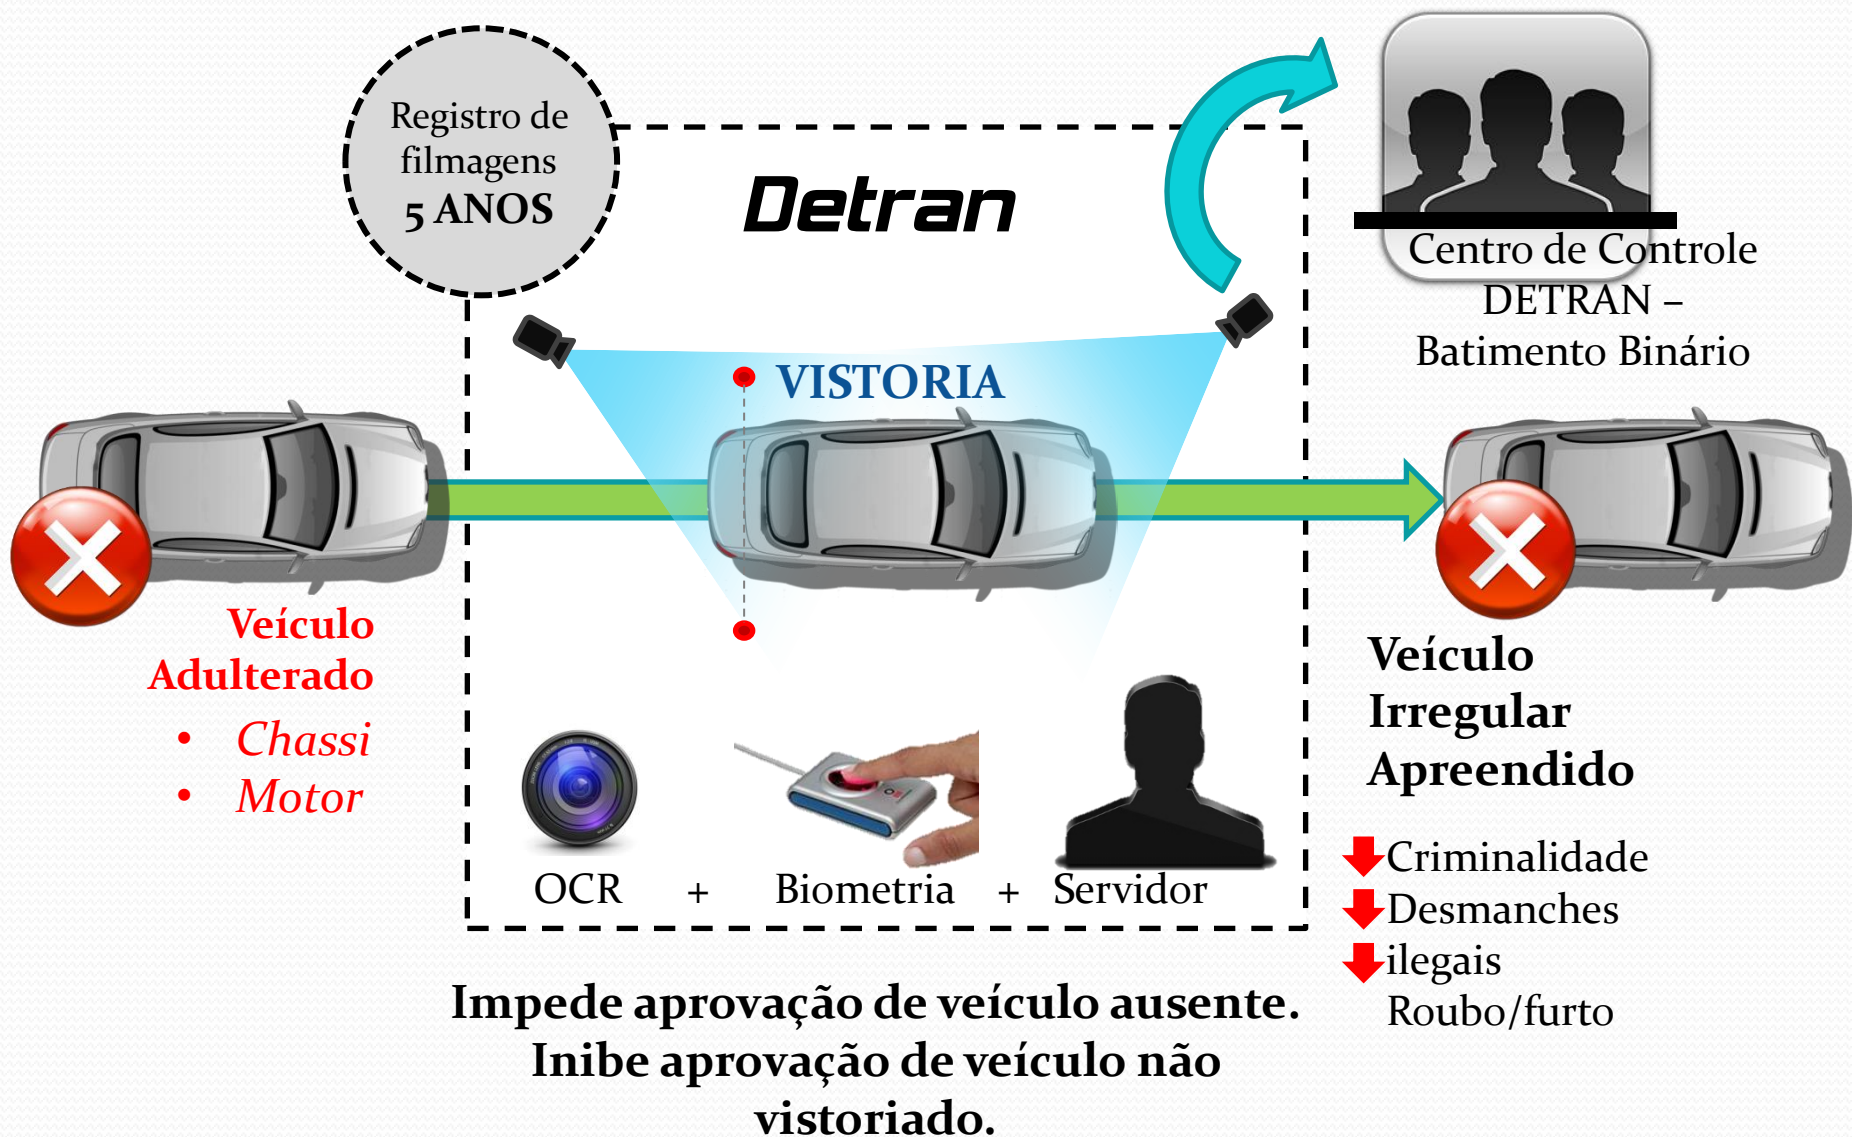 Registro de
filmagens
5 ANOS
Detran
Centro de Controle
DETRAN –
Batimento Binário
VISTORIA
Veículo
Adulterado
• Chassi
• Motor
OCR + Biometria + Servidor
Veículo
Irregular
Apreendido
Criminalidade
Desmanches
ilegais
Roubo/furto
Impede aprovação de veículo ausente.
Inibe aprovação de veículo não
vistoriado.